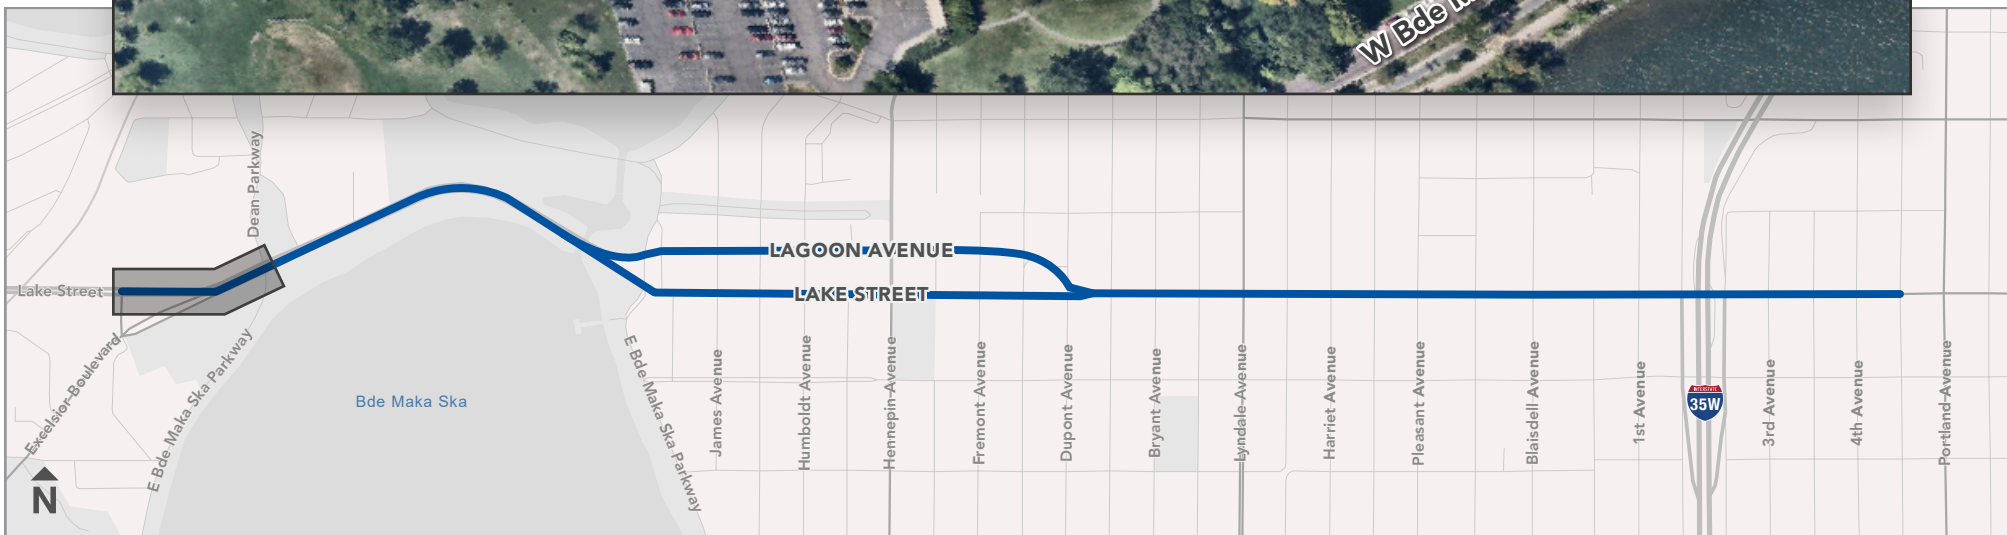 W Bde M
Dean Parkway
LAGOON AVENUE
Lake Street
LAKE STREET
Excelsior Boulevard
E Bde Maka Ska Parkway
Bde Maka Ska
E Bde Maka Ska Parkway
James Avenue
Humboldt Avenue
Hennepin Avenue
Fremont Avenue
Dupont Avenue
Bryant Avenue
Lyndale Avenue
Harriet Avenue
Pleasant Avenue
Blaisdell Avenue
1st Avenue
INTERSTATE
35W
3rd Avenue
4th Avenue
Portland Avenue
N